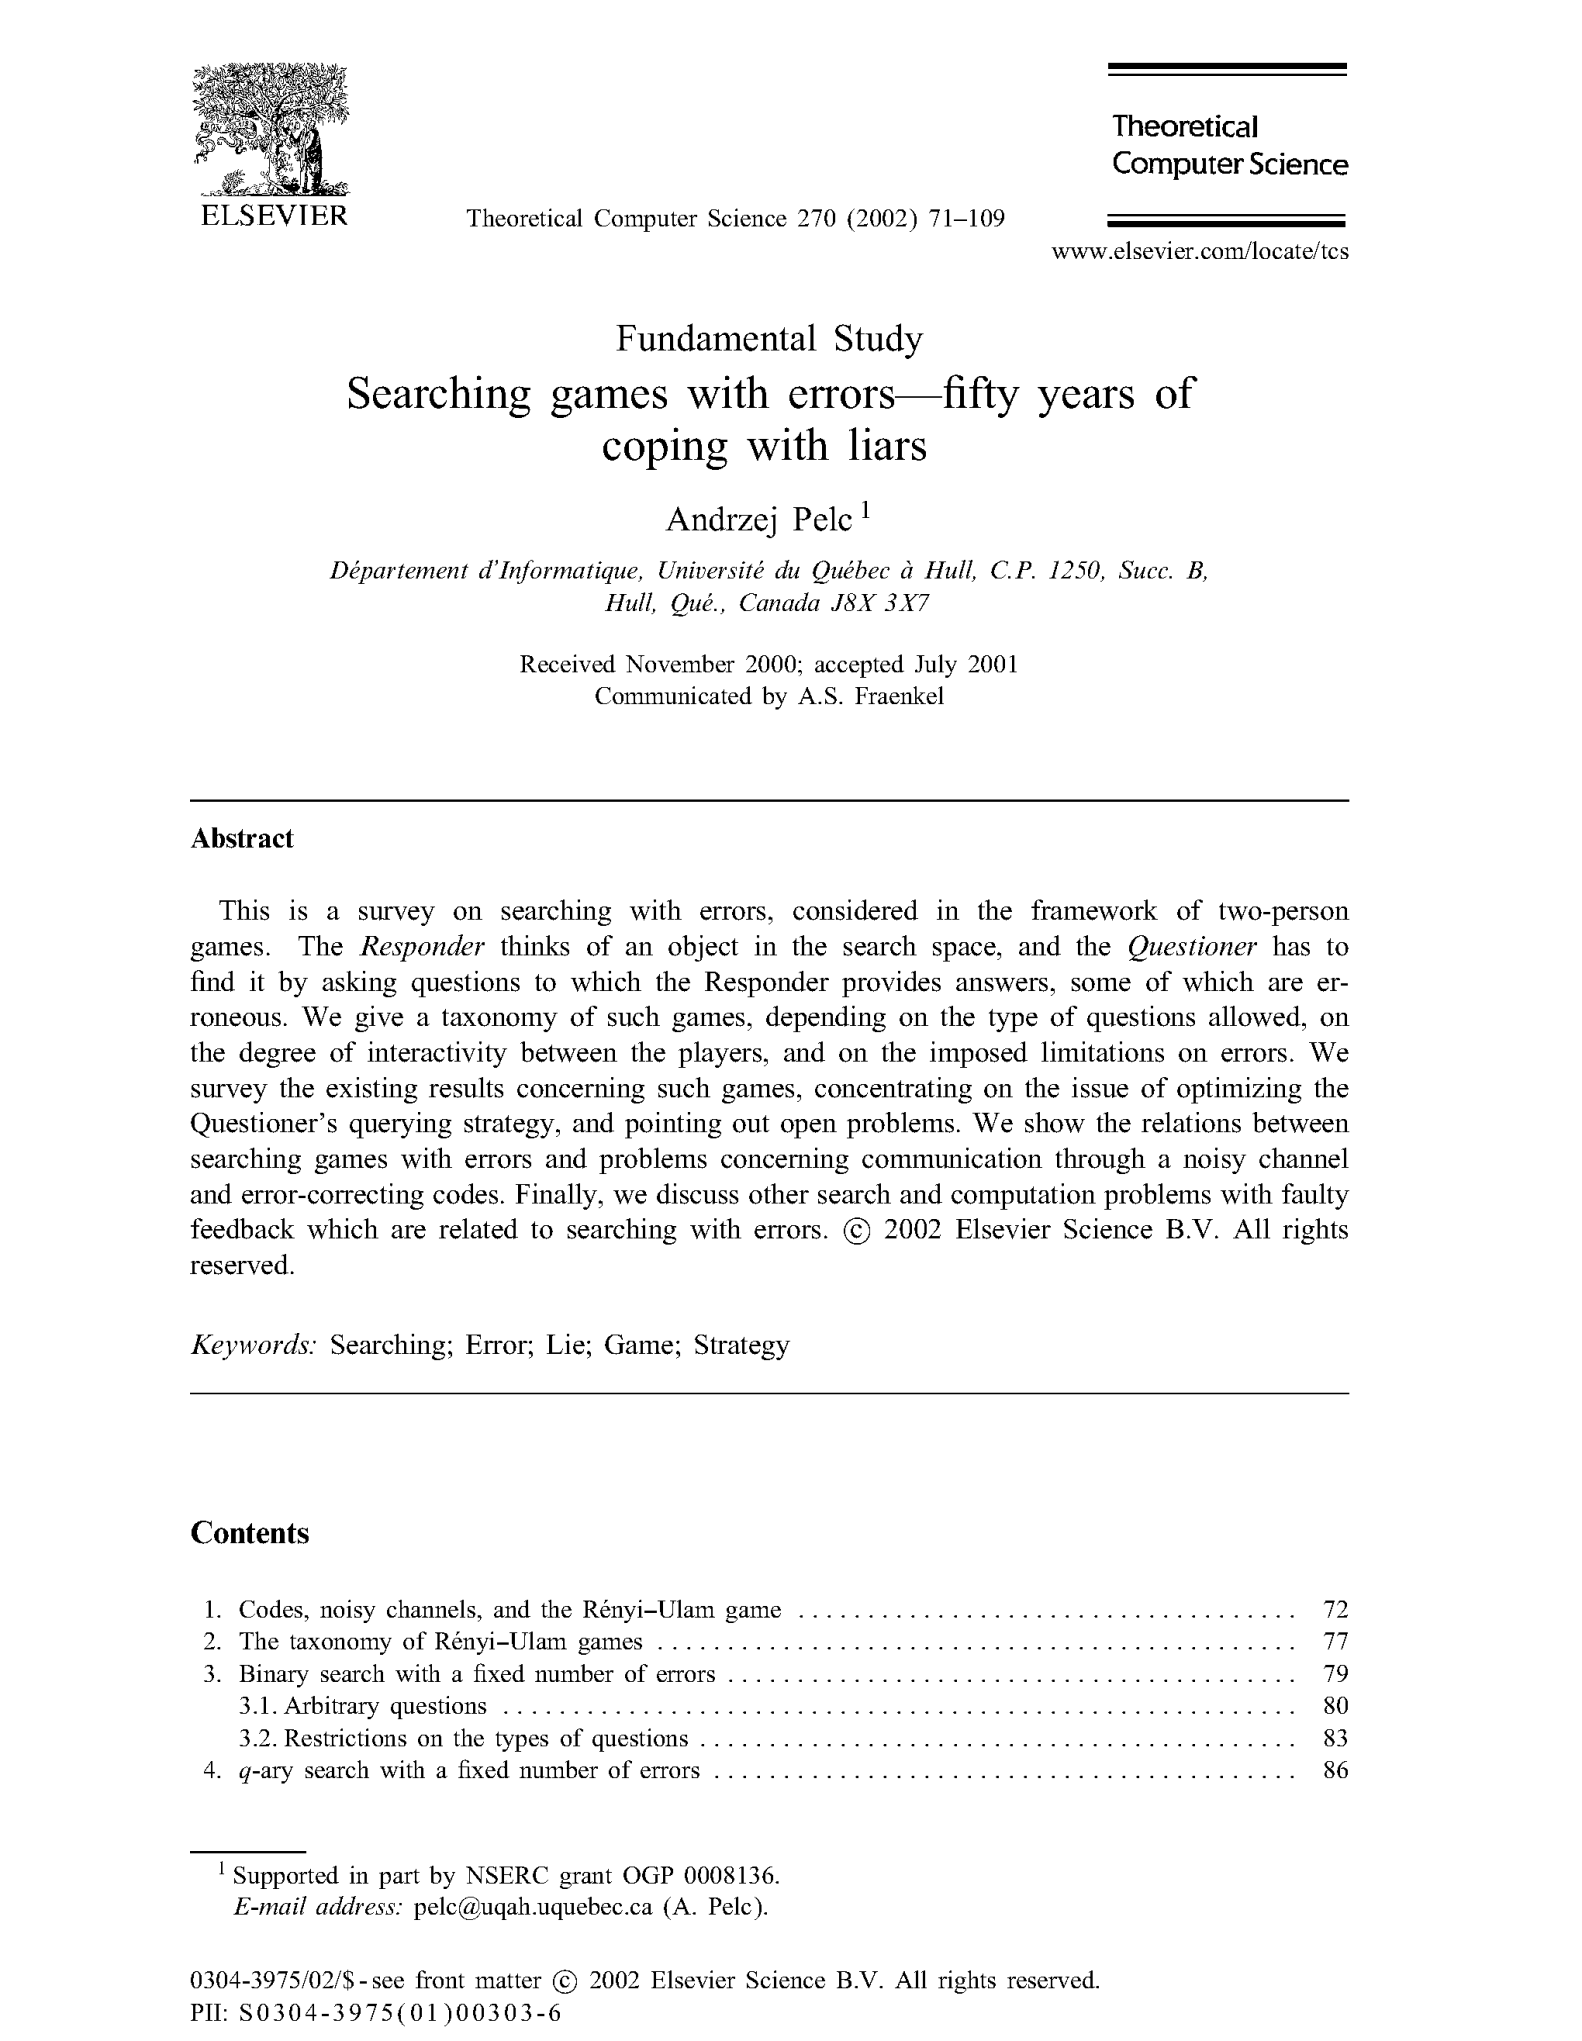 ELSEVIER
Theoretical Computer Science 270 (2002) 71–109
Theoretical
Computer Science
www.elsevier.com/locate/tcs
Fundamental Study
Searching games with errors—fifty years of
coping with liars
Andrzej Pelc 1
Département d'Informatique, Université du Québec à Hull, C.P. 1250, Succ. B,
Hull, Qué., Canada J8X 3X7
Received November 2000; accepted July 2001
Communicated by A.S. Fraenkel
Abstract
This is a survey on searching with errors, considered in the framework of two-person
games. The Responder thinks of an object in the search space, and the Questioner has to
find it by asking questions to which the Responder provides answers, some of which are er-
roneous. We give a taxonomy of such games, depending on the type of questions allowed, on
the degree of interactivity between the players, and on the imposed limitations on errors. We
survey the existing results concerning such games, concentrating on the issue of optimizing the
Questioner's querying strategy, and pointing out open problems. We show the relations between
searching games with errors and problems concerning communication through a noisy channel
and error-correcting codes. Finally, we discuss other search and computation problems with faulty
feedback which are related to searching with errors. © 2002 Elsevier Science B.V. All rights
reserved.
Keywords: Searching; Error; Lie; Game; Strategy
Contents
1. Codes, noisy channels, and the Rényi–Ulam game . . . . . . . . . . . . . . . . . . . . . . . . . . . . . . . . . . . . 72
2. The taxonomy of Rényi–Ulam games . . . . . . . . . . . . . . . . . . . . . . . . . . . . . . . . . . . . . . . . . . . . . . 77
3. Binary search with a fixed number of errors . . . . . . . . . . . . . . . . . . . . . . . . . . . . . . . . . . . . . . . . . 79
3.1. Arbitrary questions . . . . . . . . . . . . . . . . . . . . . . . . . . . . . . . . . . . . . . . . . . . . . . . . . . . . . . . . . 80
3.2. Restrictions on the types of questions . . . . . . . . . . . . . . . . . . . . . . . . . . . . . . . . . . . . . . . . . . . 83
4. q-ary search with a fixed number of errors . . . . . . . . . . . . . . . . . . . . . . . . . . . . . . . . . . . . . . . . . . 86
1 Supported in part by NSERC grant OGP 0008136.
E-mail address: pelc@uqah.uquebec.ca (A. Pelc).
0304-3975/02/$ - see front matter © 2002 Elsevier Science B.V. All rights reserved.
PII: S0304-3975(01)00303-6